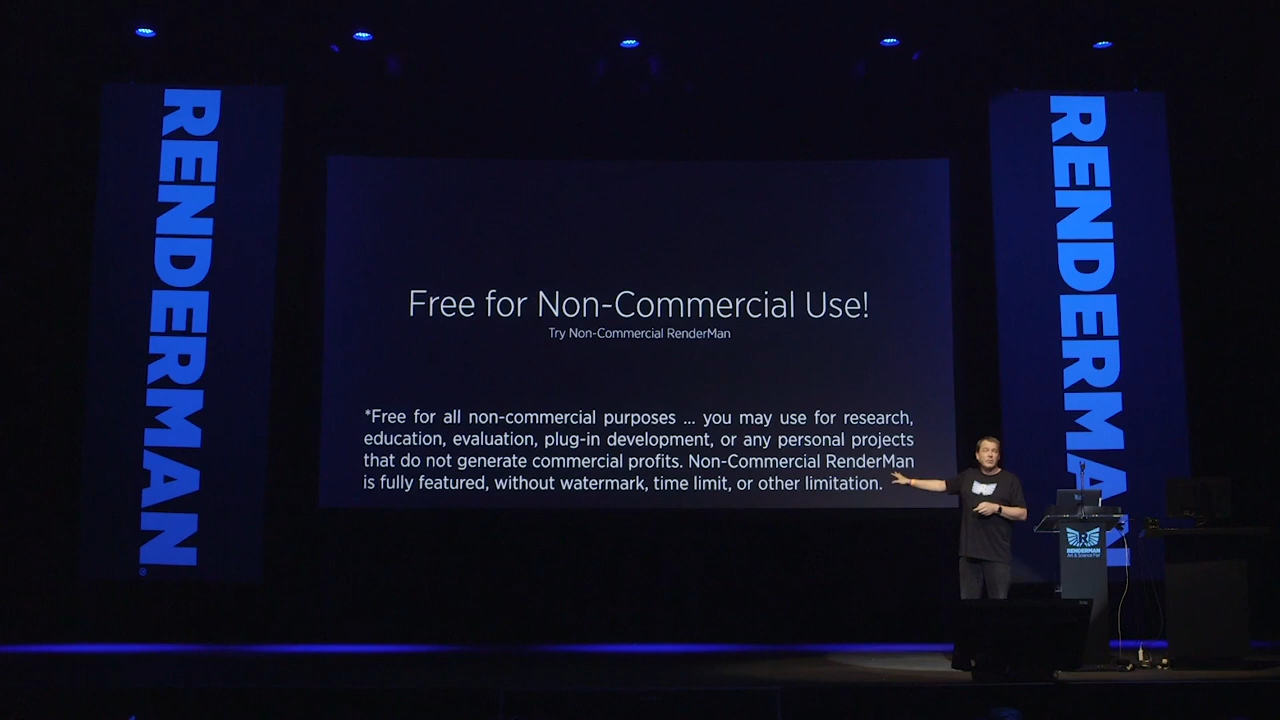 RENDERMAN®
Free for Non-Commercial Use!
Try Non-Commercial RenderMan
*Free for all non-commercial purposes ... you may use for research,
education, evaluation, plug-in development, or any personal projects
that do not generate commercial profits. Non-Commercial RenderMan
is fully featured, without watermark, time limit, or other limitation.
RENDERMAN
R
RENDERMAN
Art & Science Fair